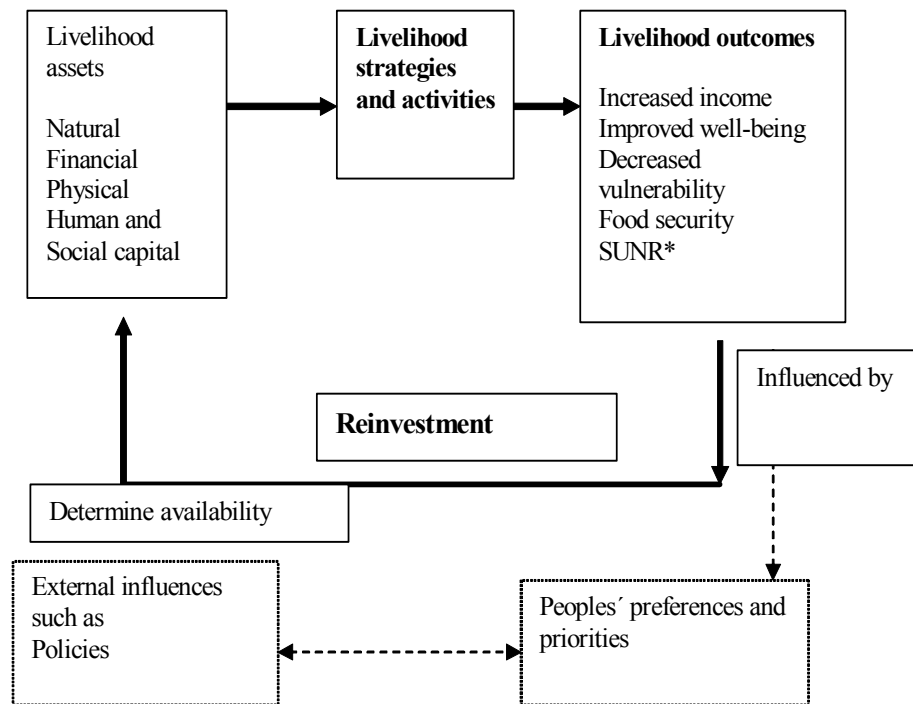 Livelihood
assets
Natural
Financial
Physical
Human and
Social capital
Livelihood
strategies
and activities
Livelihood outcomes
Increased income
Improved well-being
Decreased
vulnerability
Food security
SUNR*
Influenced by
Reinvestment
Determine availability
External influences
such as
Policies
Peoples´ preferences and
priorities